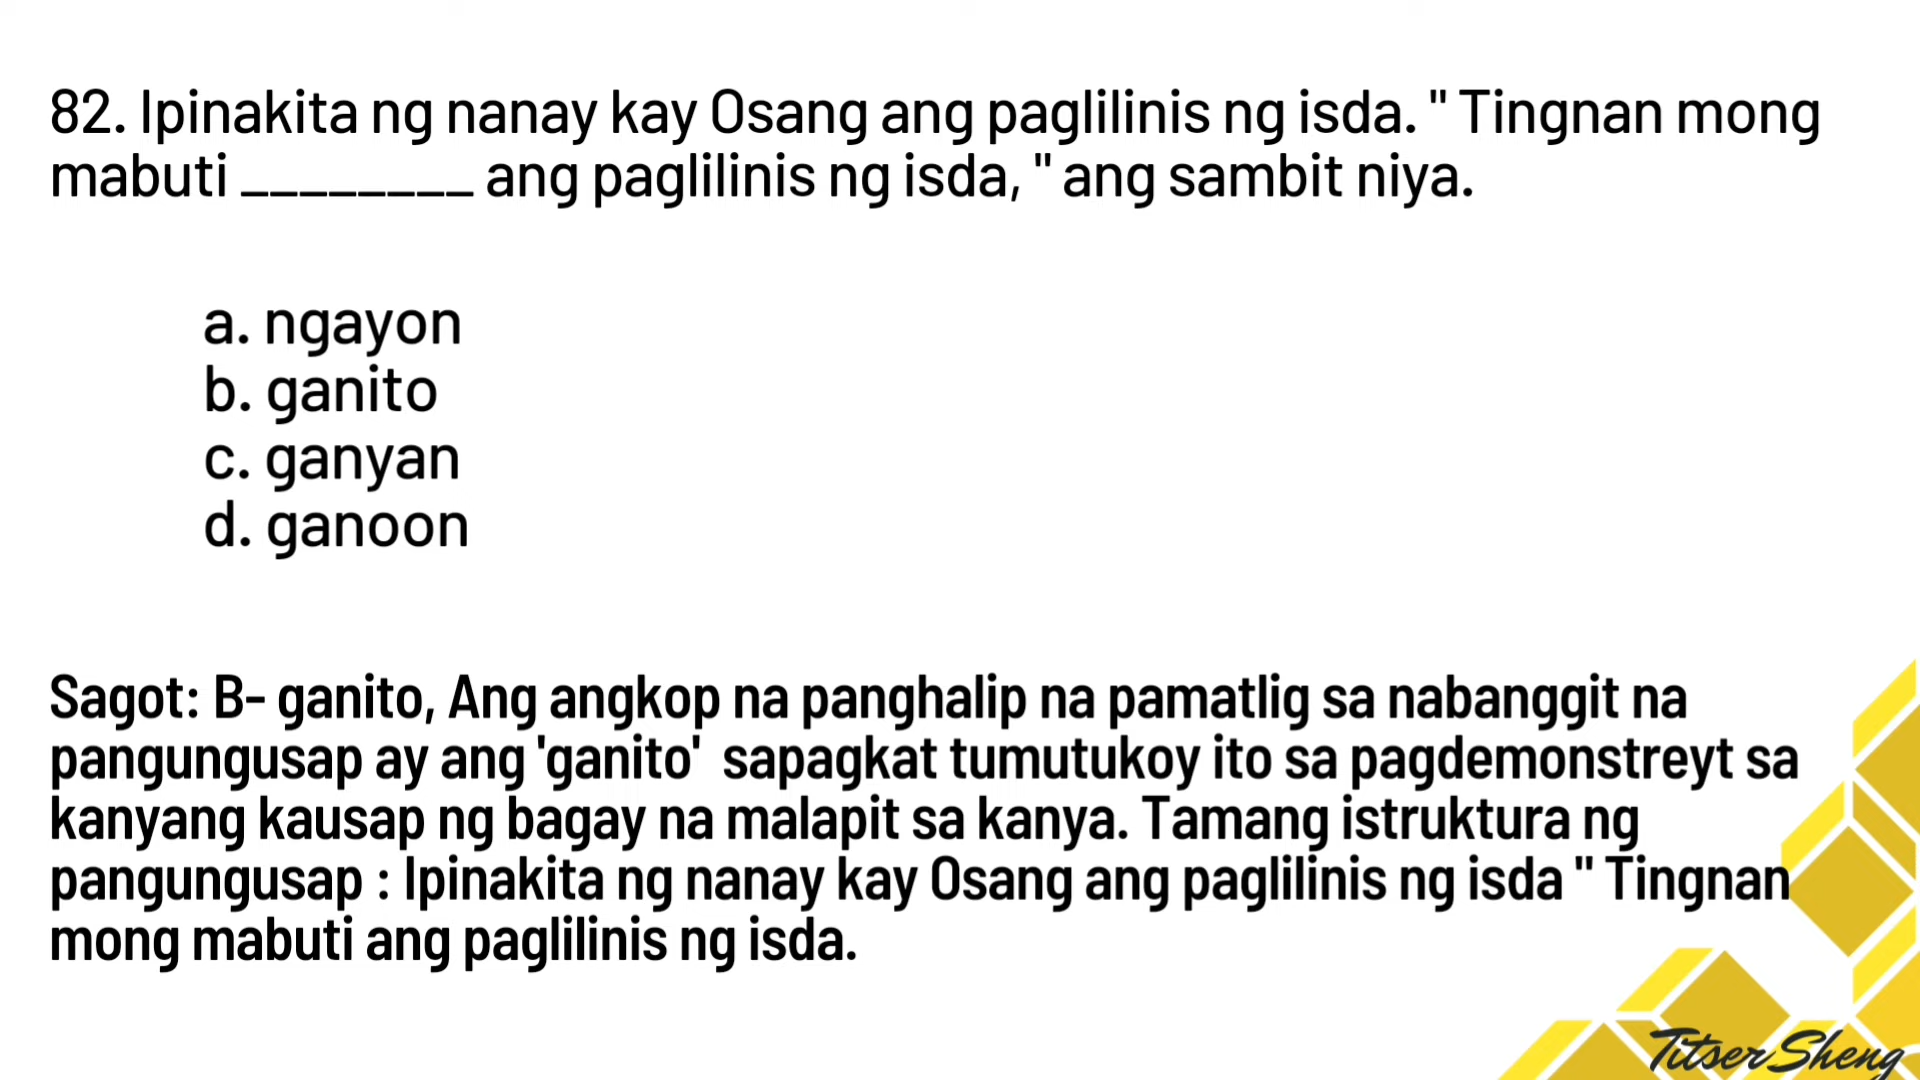 82. Ipinakita ng nanay kay Osang ang paglilinis ng isda. " Tingnan mong
mabuti ________ ang paglilinis ng isda, " ang sambit niya.
a. ngayon
b. ganito
c. ganyan
d. ganoon
Sagot: B- ganito, Ang angkop na panghalip na pamatlig sa nabanggit na
pangungusap ay ang 'ganito' sapagkat tumutukoy ito sa pagdemonstreyt sa
kanyang kausap ng bagay na malapit sa kanya. Tamang istruktura ng
pangungusap : Ipinakita ng nanay kay Osang ang paglilinis ng isda " Tingnan
mong mabuti ang paglilinis ng isda.
Titser Sheng